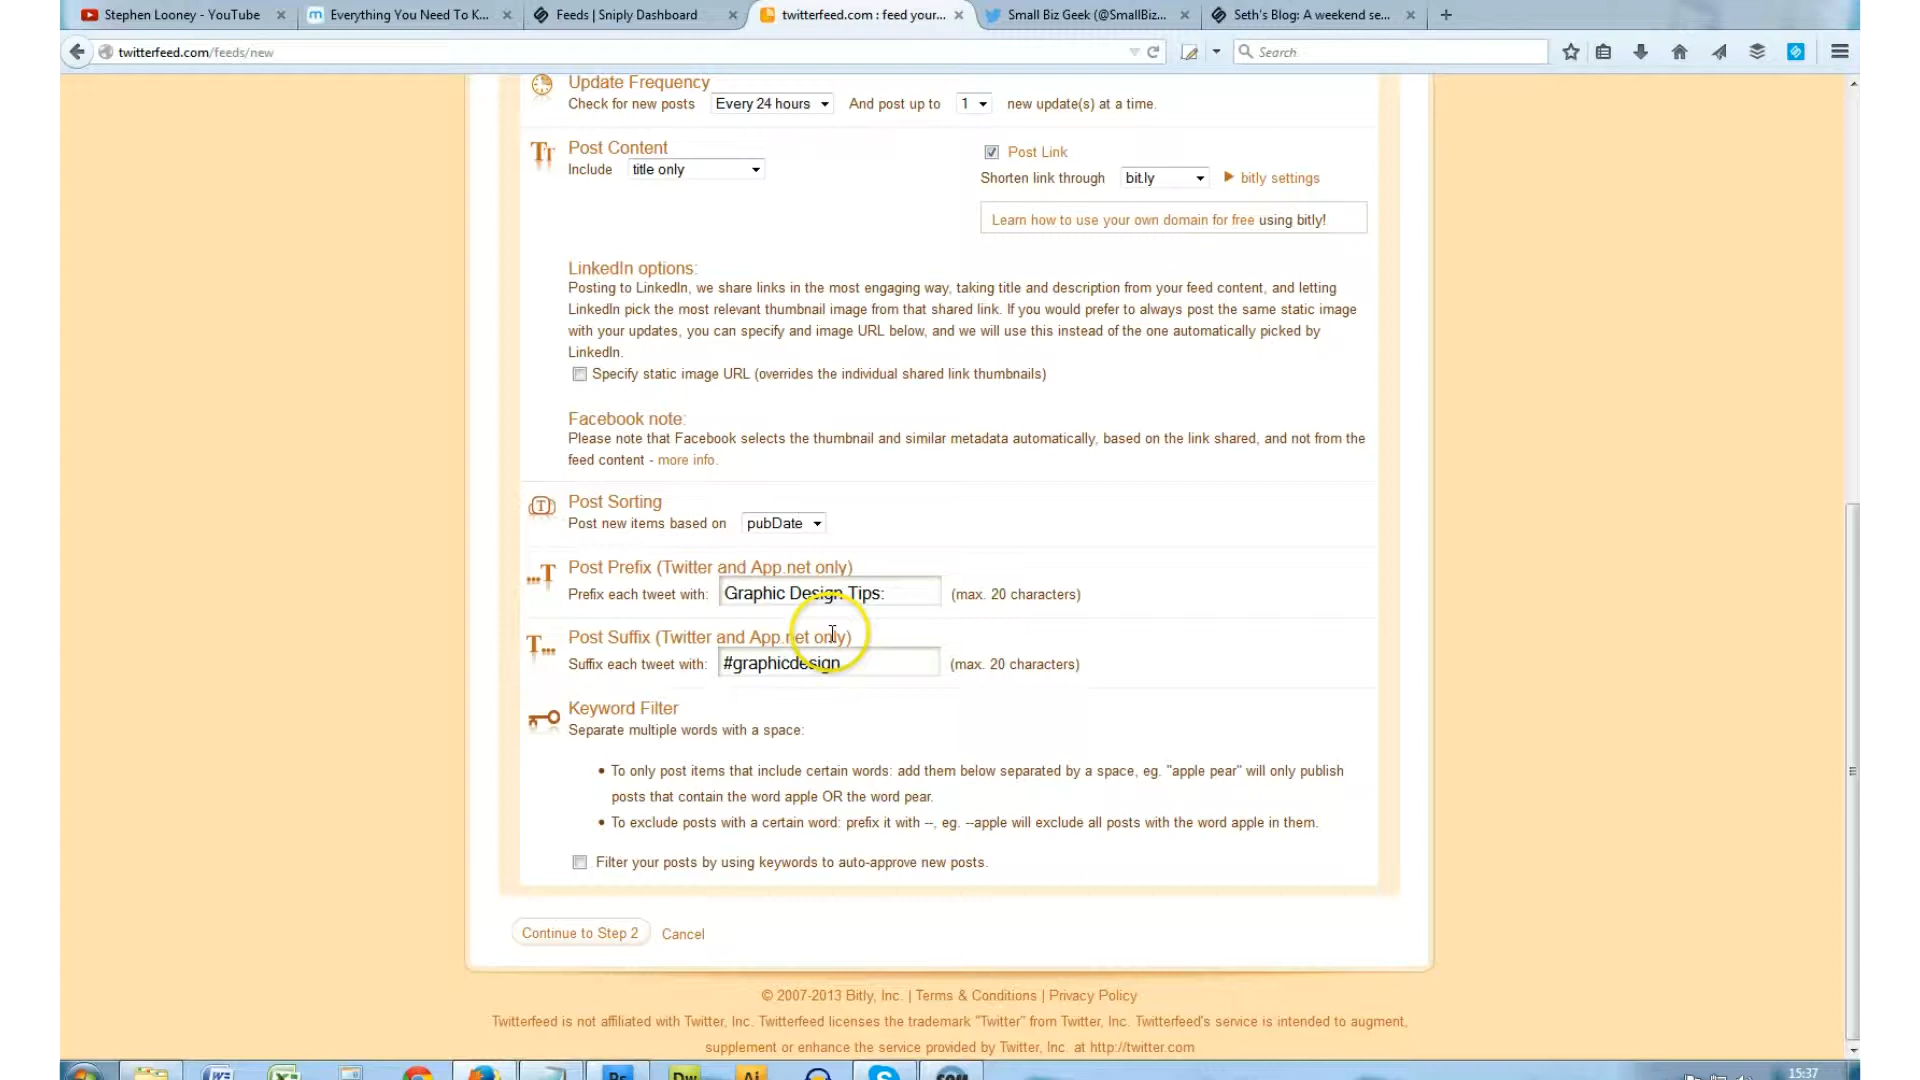 Stephen Looney - YouTube
Everything You Need To K...
Feeds | Sniply Dashboard
twitterfeed.com : feed your...
Small Biz Geek (@SmallBiz...
Seth's Blog: A weekend se...
twitterfeed.com/feeds/new
Search
Update Frequency
Check for new posts Every 24 hours And post up to 1 new update(s) at a time.
Post Content
Include title only
Post Link
Shorten link through bit.ly bitly settings
Learn how to use your own domain for free using bitly!
LinkedIn options:
Posting to LinkedIn, we share links in the most engaging way, taking title and description from your feed content, and letting
LinkedIn pick the most relevant thumbnail image from that shared link. If you would prefer to always post the same static image
with your updates, you can specify and image URL below, and we will use this instead of the one automatically picked by
LinkedIn.
Specify static image URL (overrides the individual shared link thumbnails)
Facebook note:
Please note that Facebook selects the thumbnail and similar metadata automatically, based on the link shared, and not from the
feed content - more info.
Post Sorting
Post new items based on pubDate
Post Prefix (Twitter and App.net only)
Prefix each tweet with: Graphic Design Tips: (max. 20 characters)
Post Suffix (Twitter and App.net only)
Suffix each tweet with: #graphicdesign (max. 20 characters)
Keyword Filter
Separate multiple words with a space:
• To only post items that include certain words: add them below separated by a space, eg. "apple pear" will only publish
posts that contain the word apple OR the word pear.
• To exclude posts with a certain word: prefix it with --, eg. --apple will exclude all posts with the word apple in them.
Filter your posts by using keywords to auto-approve new posts.
Continue to Step 2 Cancel
© 2007-2013 Bitly, Inc. | Terms & Conditions | Privacy Policy
Twitterfeed is not affiliated with Twitter, Inc. Twitterfeed licenses the trademark "Twitter" from Twitter, Inc. Twitterfeed's service is intended to augment,
supplement or enhance the service provided by Twitter, Inc. at http://twitter.com
15:37